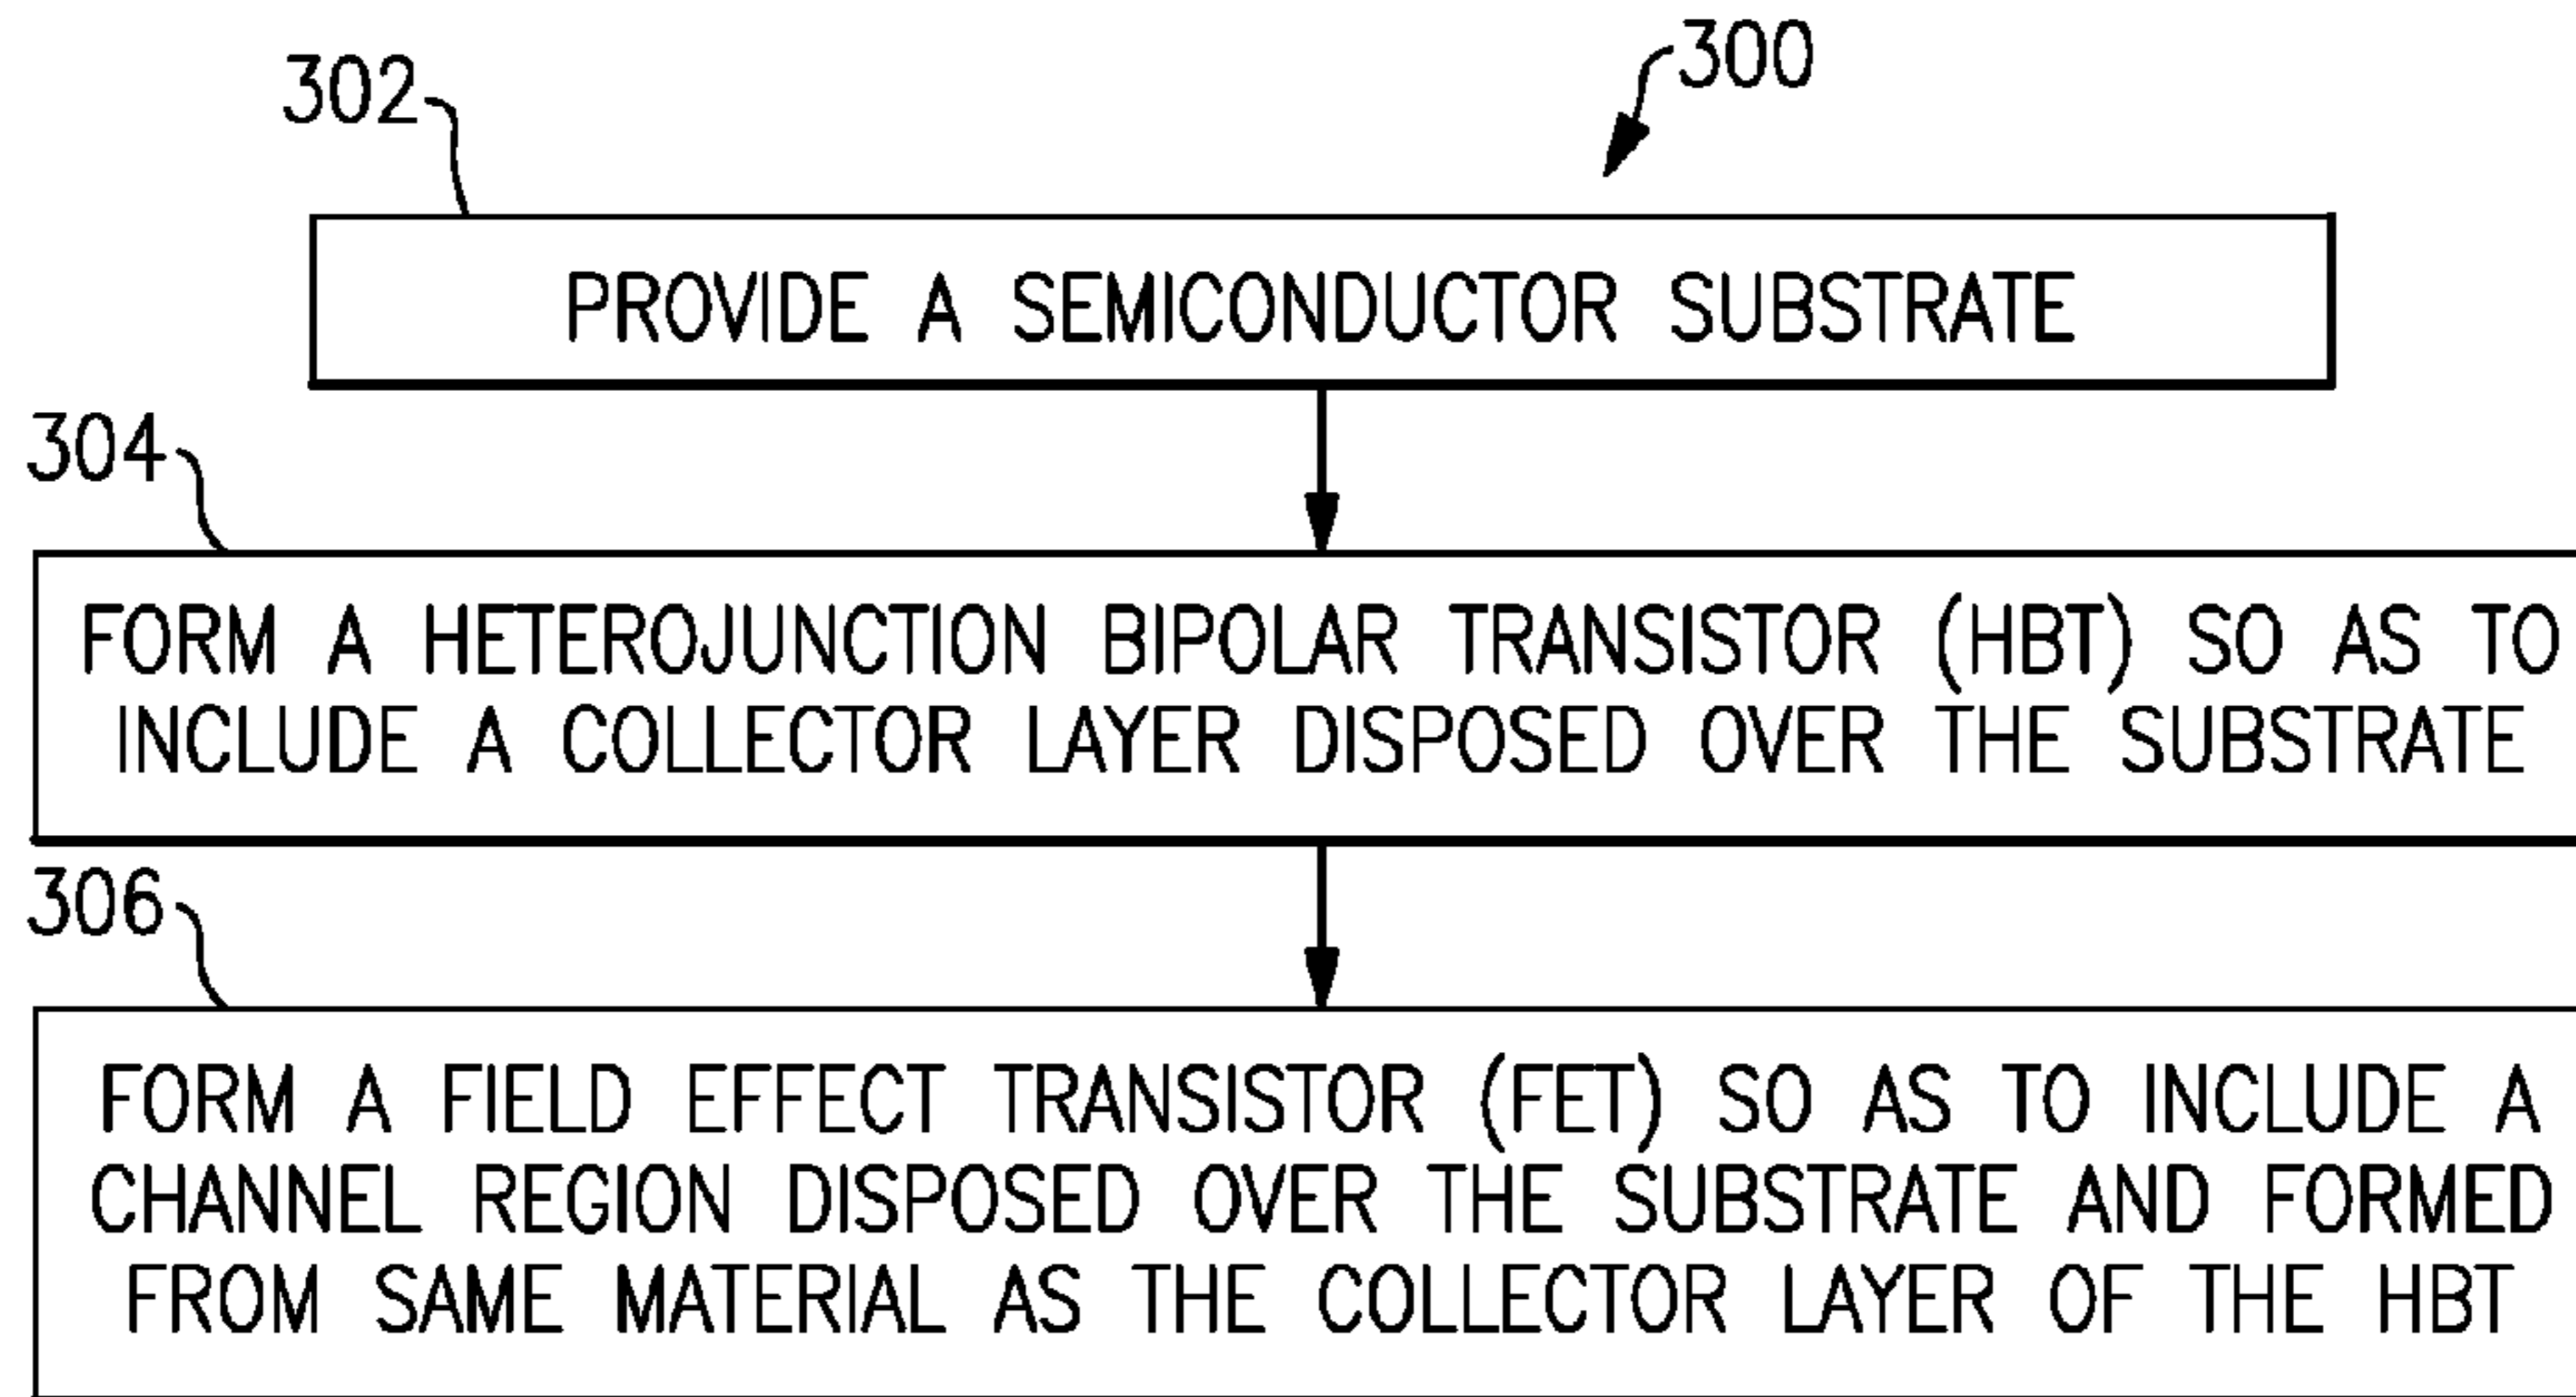 300
302
PROVIDE A SEMICONDUCTOR SUBSTRATE
304
FORM A HETEROJUNCTION BIPOLAR TRANSISTOR (HBT) SO AS TO
INCLUDE A COLLECTOR LAYER DISPOSED OVER THE SUBSTRATE
306
FORM A FIELD EFFECT TRANSISTOR (FET) SO AS TO INCLUDE A
CHANNEL REGION DISPOSED OVER THE SUBSTRATE AND FORMED
FROM SAME MATERIAL AS THE COLLECTOR LAYER OF THE HBT